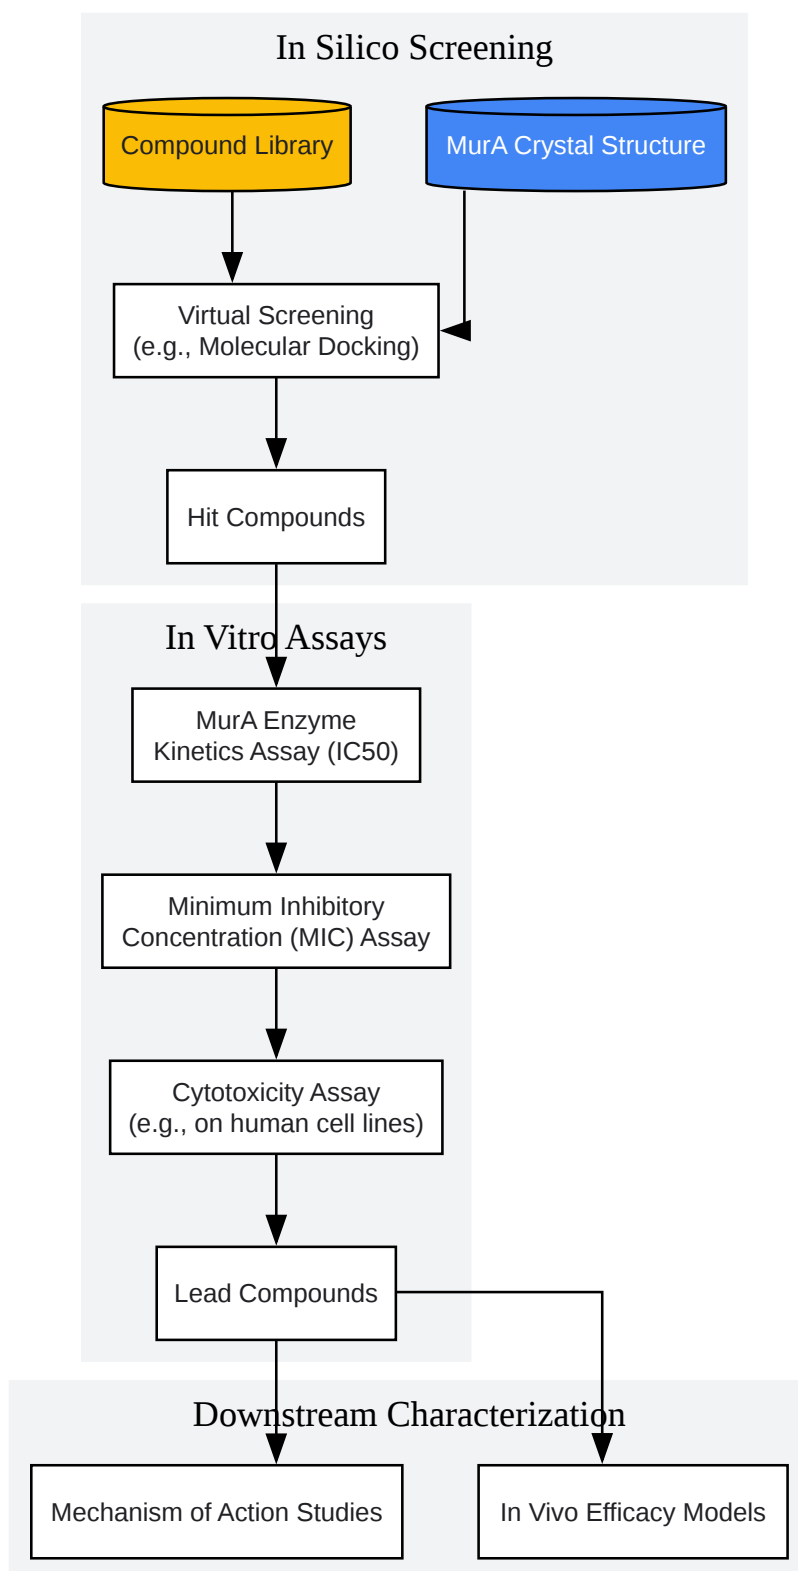 In Silico Screening
Compound Library
MurA Crystal Structure
Virtual Screening
(e.g., Molecular Docking)
Hit Compounds
In Vitro Assays
MurA Enzyme
Kinetics Assay (IC50)
Minimum Inhibitory
Concentration (MIC) Assay
Cytotoxicity Assay
(e.g., on human cell lines)
Lead Compounds
Downstream Characterization
Mechanism of Action Studies
In Vivo Efficacy Models